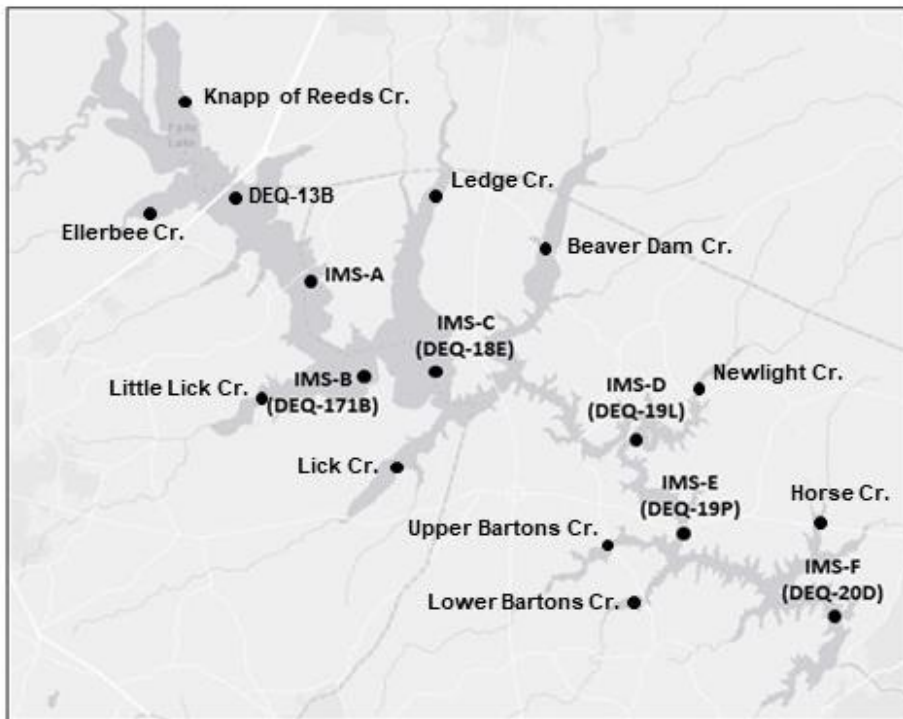 Knapp of Reeds Cr.
DEQ-13B
Ledge Cr.
Ellerbee Cr.
Beaver Dam Cr.
IMS-A
IMS-C
(DEQ-18E)
Little Lick Cr.
IMS-B
(DEQ-171B)
IMS-D
(DEQ-19L)
Newlight Cr.
Lick Cr.
IMS-E
(DEQ-19P)
Horse Cr.
Upper Bartons Cr.
IMS-F
(DEQ-20D)
Lower Bartons Cr.